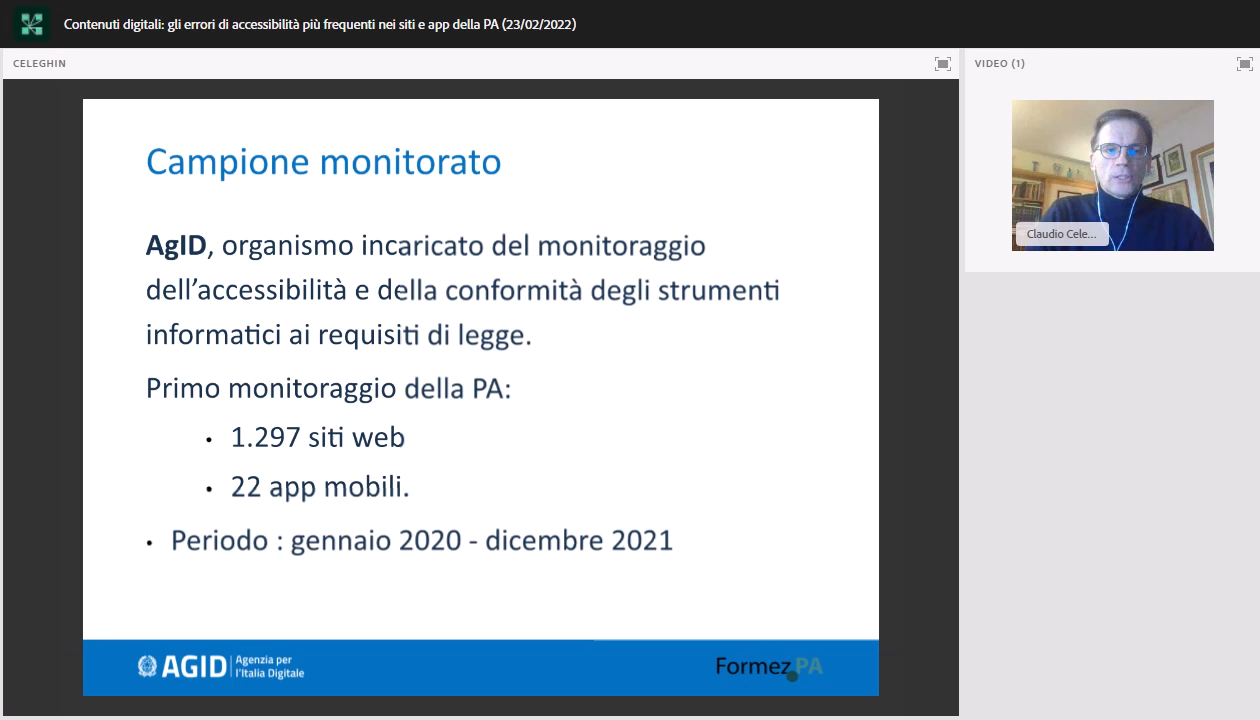 Contenuti digitali: gli errori di accessibilità più frequenti nei siti e app della PA (23/02/2022)
CELEGHIN
VIDEO (1)
Campione monitorato
AgID, organismo incaricato del monitoraggio
dell’accessibilità e della conformità degli strumenti
informatici ai requisiti di legge.
Primo monitoraggio della PA:
• 1.297 siti web
• 22 app mobili.
• Periodo : gennaio 2020 - dicembre 2021
Claudio Cele...
AGID
Agenzia per
l'Italia Digitale
Formez PA